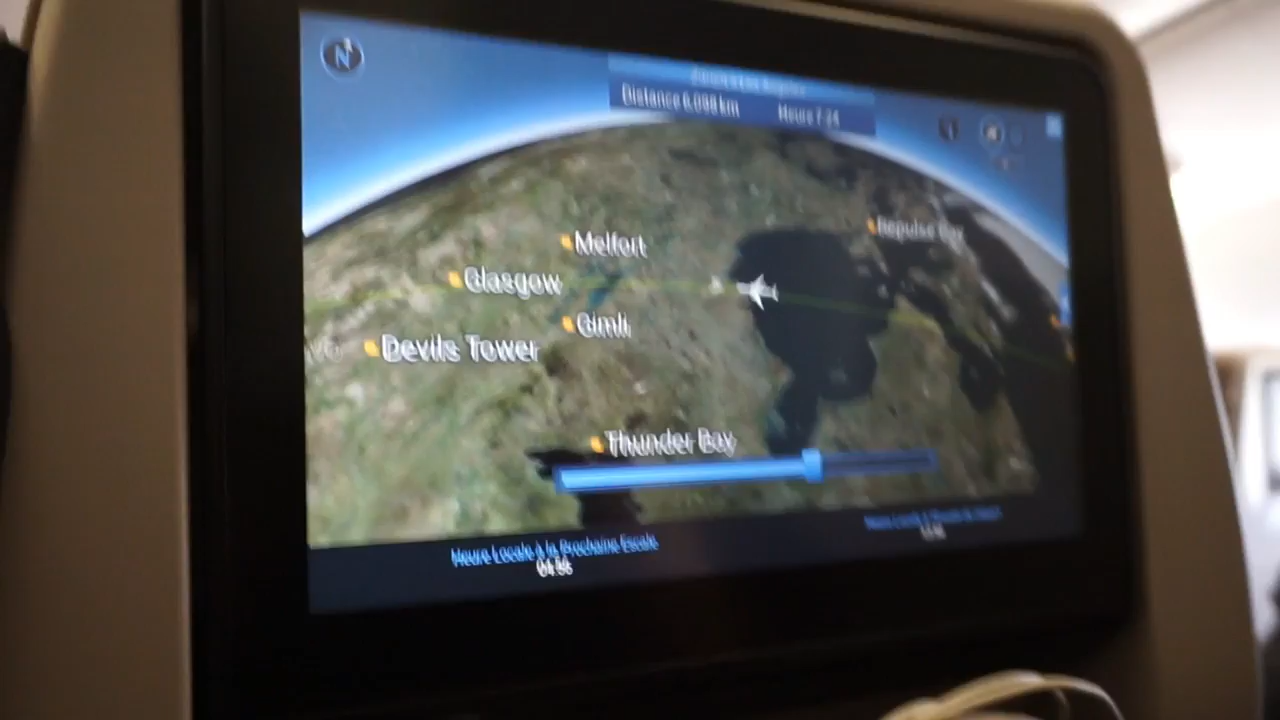 N
Distance 6,098 km
Heure 7:24
Repulse Bay
Melfort
Glasgow
Gimli
Devils Tower
Thunder Bay
Heure Locale à la Prochaine Escale